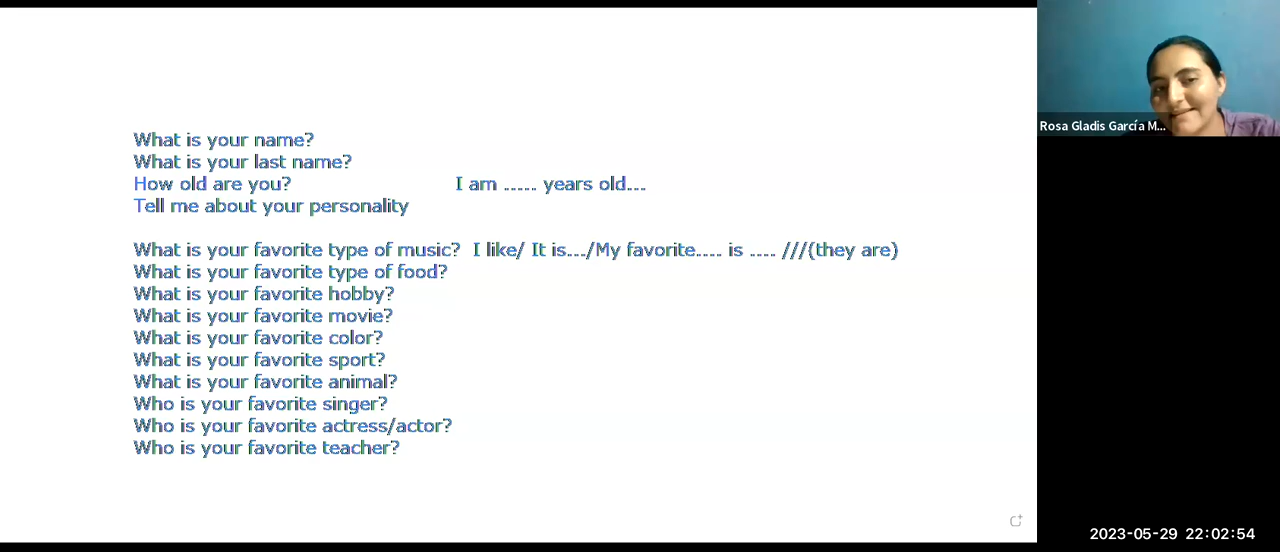 What is your name?
What is your last name?
How old are you? I am ..... years old...
Tell me about your personality
What is your favorite type of music? I like/ It is.../My favorite.... is .... ///(they are)
What is your favorite type of food?
What is your favorite hobby?
What is your favorite movie?
What is your favorite color?
What is your favorite sport?
What is your favorite animal?
Who is your favorite singer?
Who is your favorite actress/actor?
Who is your favorite teacher?
Rosa Gladis García M...
2023-05-29 22:02:54